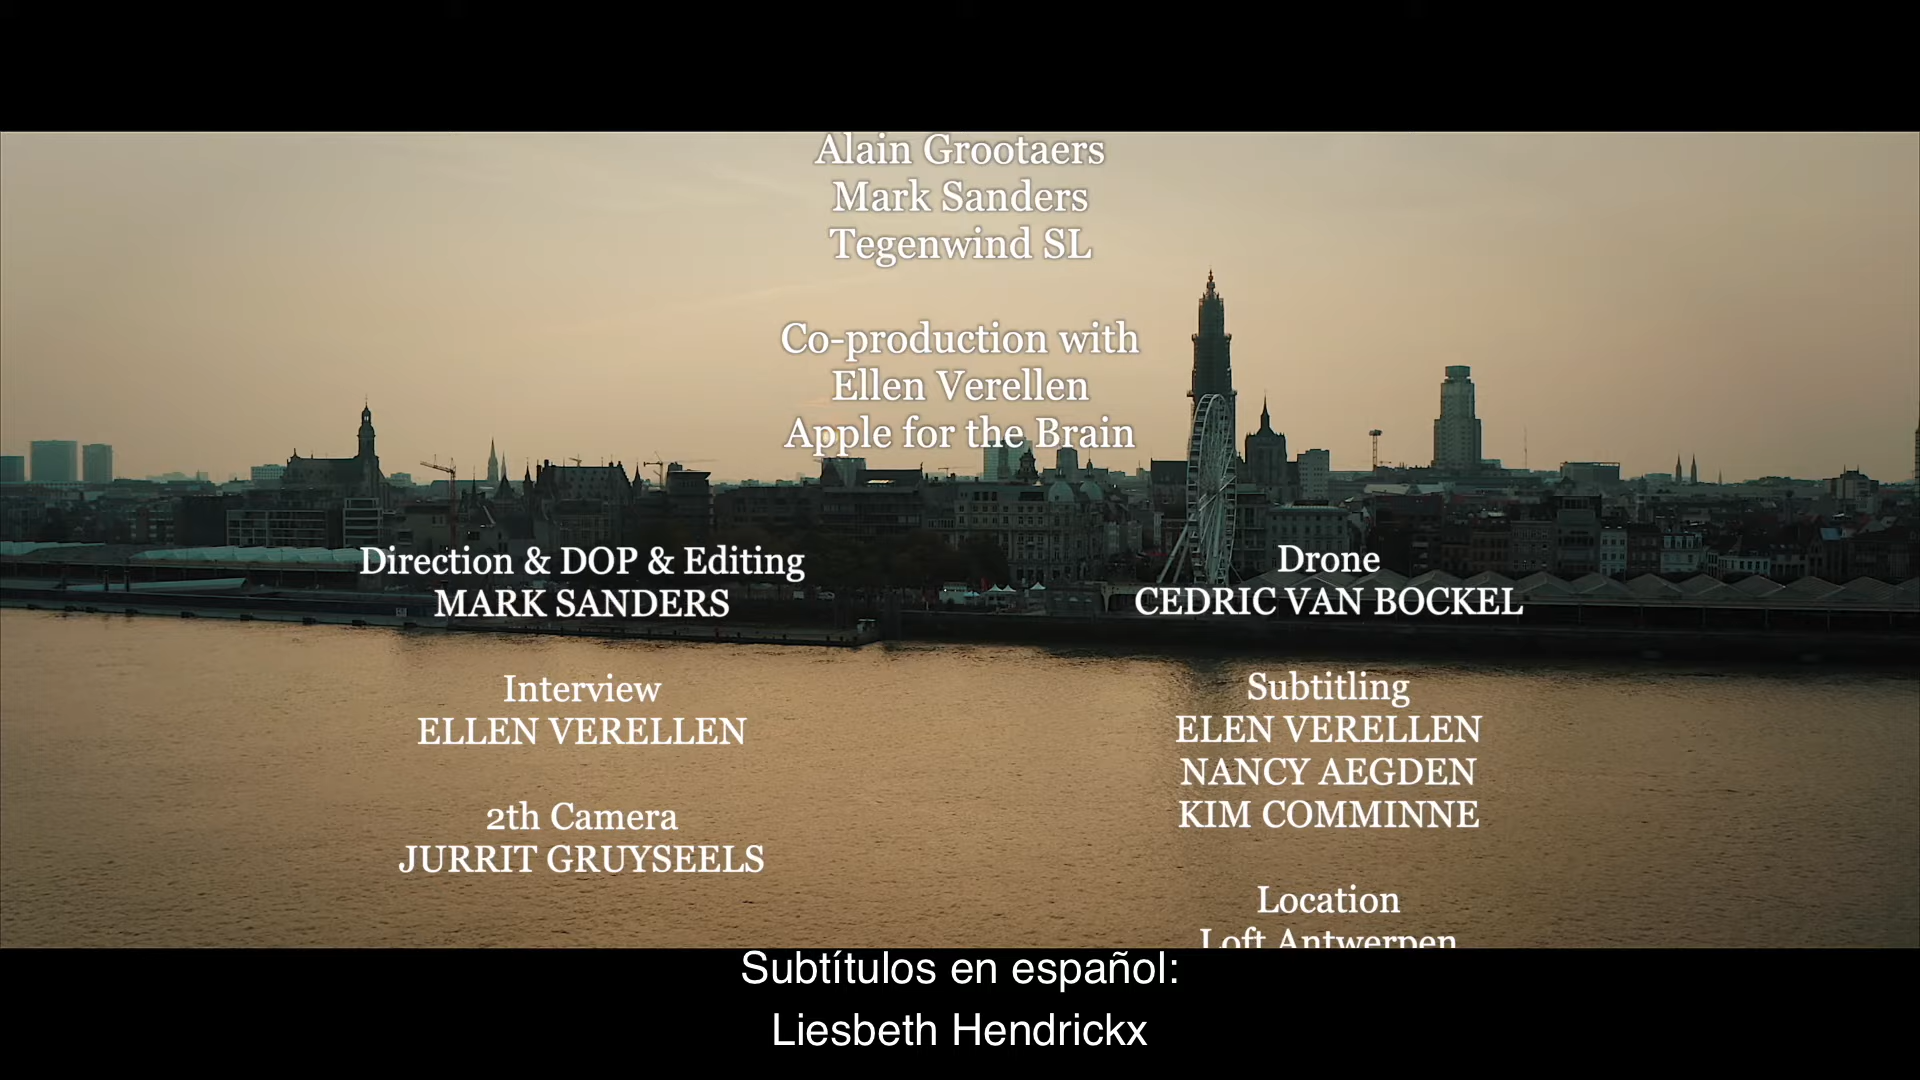 Alain Grootaers
Mark Sanders
Tegenwind SL
Co-production with
Ellen Verellen
Apple for the Brain
Direction & DOP & Editing
MARK SANDERS
Interview
ELLEN VERELLEN
2th Camera
JURRIT GRUYSEELS
Drone
CEDRIC VAN BOCKEL
Subtitling
ELEN VERELLEN
NANCY AEGDEN
KIM COMMINNE
Location
Loft Antwerpen
Subtítulos en español:
Liesbeth Hendrickx